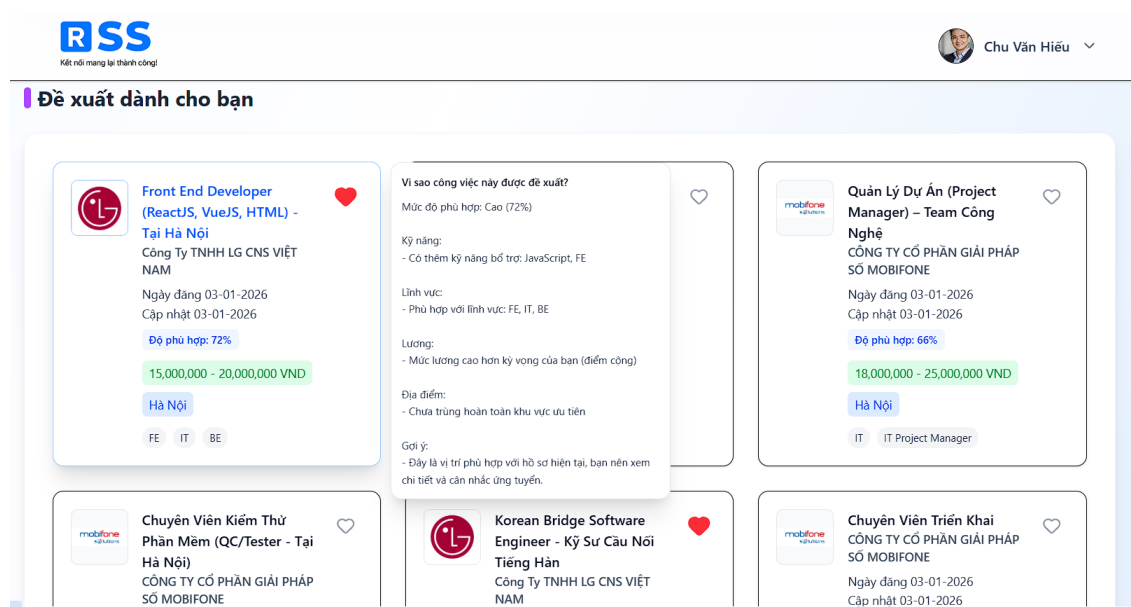 RSS
Kết nối mang lại thành công!
Chu Văn Hiếu
Đề xuất dành cho bạn
LG
Front End Developer
(ReactJS, VueJS, HTML) -
Tại Hà Nội
Công Ty TNHH LG CNS VIỆT
NAM
Ngày đăng 03-01-2026
Cập nhật 03-01-2026
Độ phù hợp: 72%
15,000,000 - 20,000,000 VND
Hà Nội
FE IT BE
Vì sao công việc này được đề xuất?
Mức độ phù hợp: Cao (72%)
Kỹ năng:
- Có thêm kỹ năng bổ trợ: JavaScript, FE
Lĩnh vực:
- Phù hợp với lĩnh vực: FE, IT, BE
Lương:
- Mức lương cao hơn kỳ vọng của bạn (điểm cộng)
Địa điểm:
- Chưa trùng hoàn toàn khu vực ưu tiên
Gợi ý:
- Đây là vị trí phù hợp với hồ sơ hiện tại, bạn nên xem
chi tiết và cân nhắc ứng tuyển.
mobifone
solutions
Quản Lý Dự Án (Project
Manager) – Team Công
Nghệ
CÔNG TY CỔ PHẦN GIẢI PHÁP
SỐ MOBIFONE
Ngày đăng 03-01-2026
Cập nhật 03-01-2026
Độ phù hợp: 66%
18,000,000 - 25,000,000 VND
Hà Nội
IT IT Project Manager
mobifone
solutions
Chuyên Viên Kiểm Thử
Phần Mềm (QC/Tester - Tại
Hà Nội)
CÔNG TY CỔ PHẦN GIẢI PHÁP
SỐ MOBIFONE
LG
Korean Bridge Software
Engineer - Kỹ Sư Cầu Nối
Tiếng Hàn
Công Ty TNHH LG CNS VIỆT
NAM
mobifone
solutions
Chuyên Viên Triển Khai
CÔNG TY CỔ PHẦN GIẢI PHÁP
SỐ MOBIFONE
Ngày đăng 03-01-2026
Cập nhật 03-01-2026